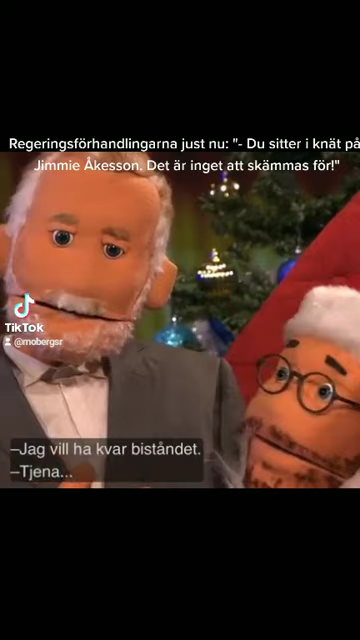 Regeringsförhandlingarna just nu: "- Du sitter i knät på
Jimmie Åkesson. Det är inget att skämmas för!"
TikTok
@mobergsr
–Jag vill ha kvar biståndet.
–Tjena...